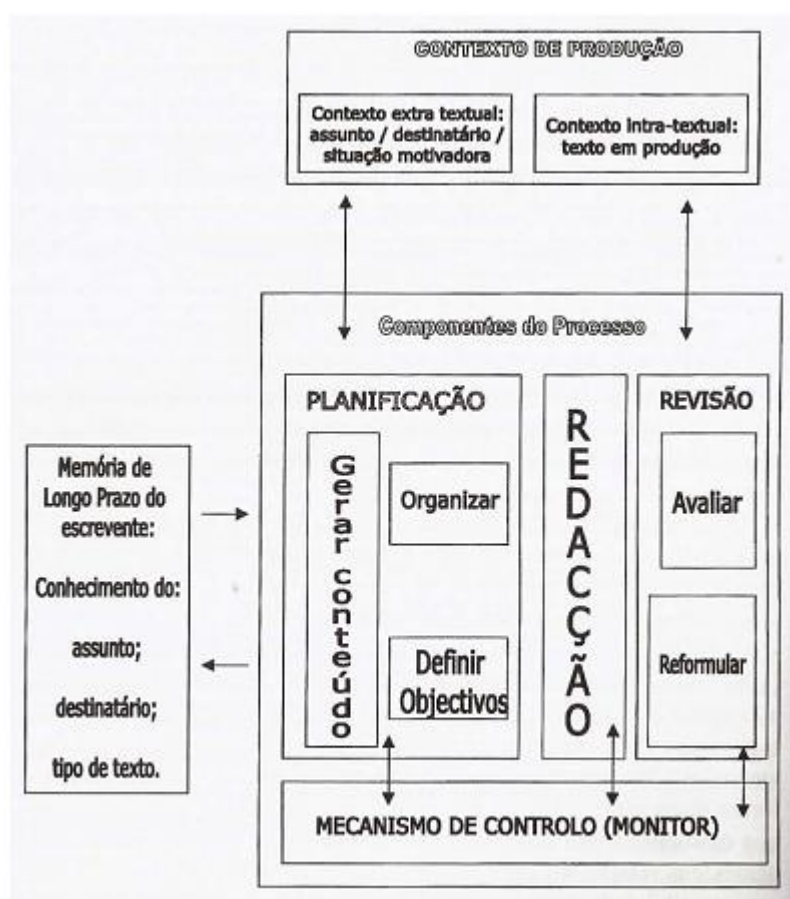 CONTEXTO DE PRODUÇÃO
Contexto extra textual:
assunto / destinatário /
situação motivadora
Contexto intra-textual:
texto em produção
Componentes do Processo
Memória de
Longo Prazo do
escrevente:
Conhecimento do:
assunto;
destinatário;
tipo de texto.
PLANIFICAÇÃO
Gerar conteúdo
Organizar
Definir
Objectivos
REDACÇÃO
REVISÃO
Avaliar
Reformular
MECANISMO DE CONTROLO (MONITOR)